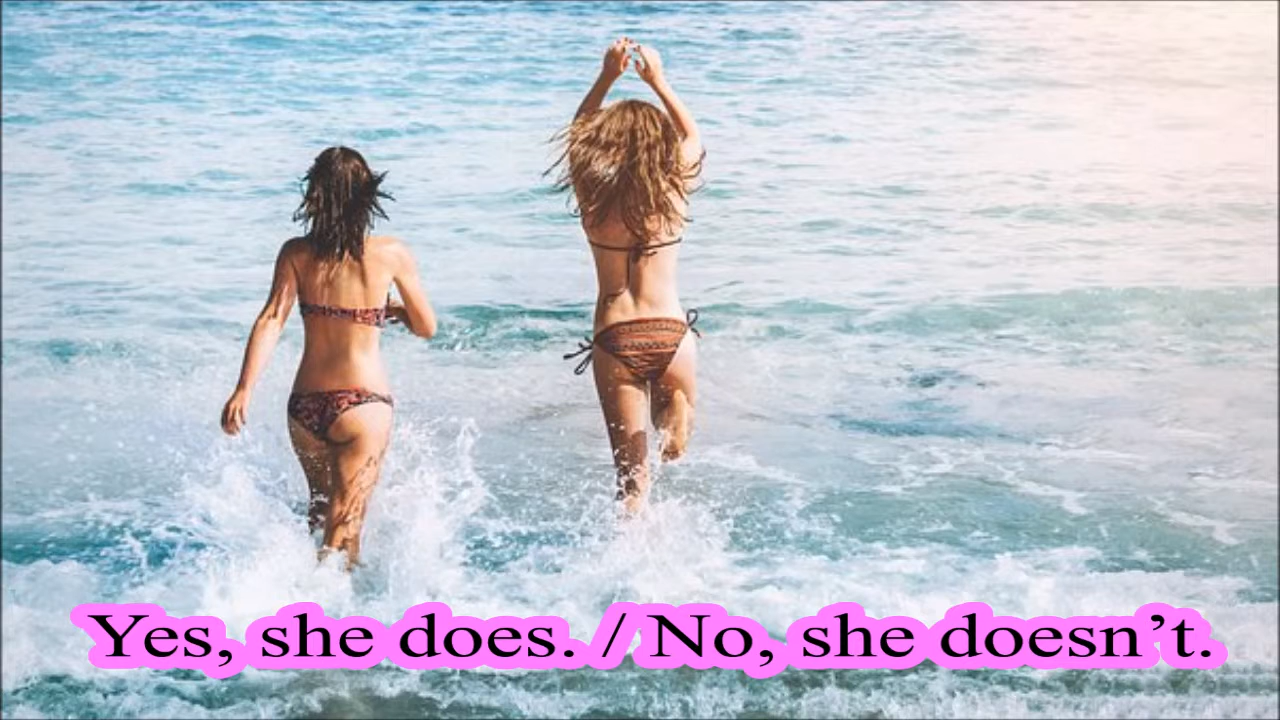 Yes, she does. / No, she doesn’t.